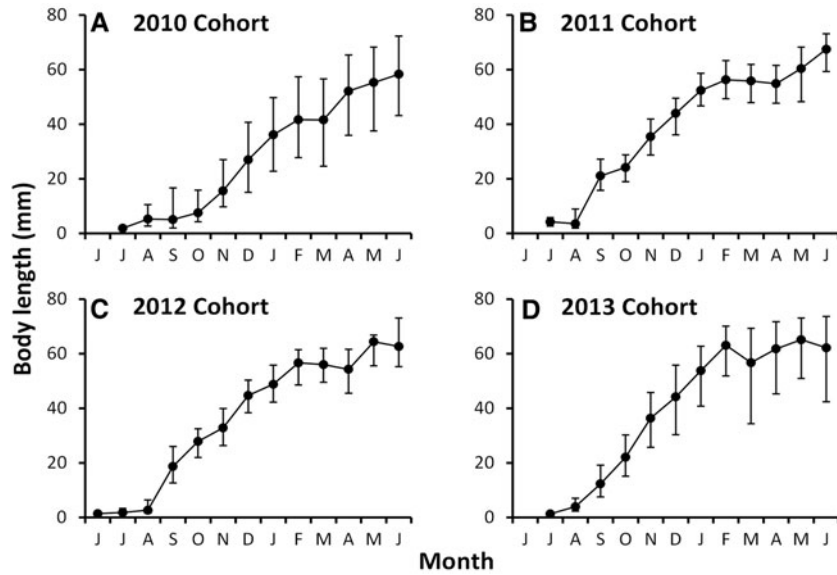 A 2010 Cohort
80
60
40
20
0
J J A S O N D J F M A M J
B 2011 Cohort
80
60
40
20
0
J J A S O N D J F M A M J
C 2012 Cohort
80
60
40
20
0
J J A S O N D J F M A M J
D 2013 Cohort
80
60
40
20
0
J J A S O N D J F M A M J
Body length (mm)
Month